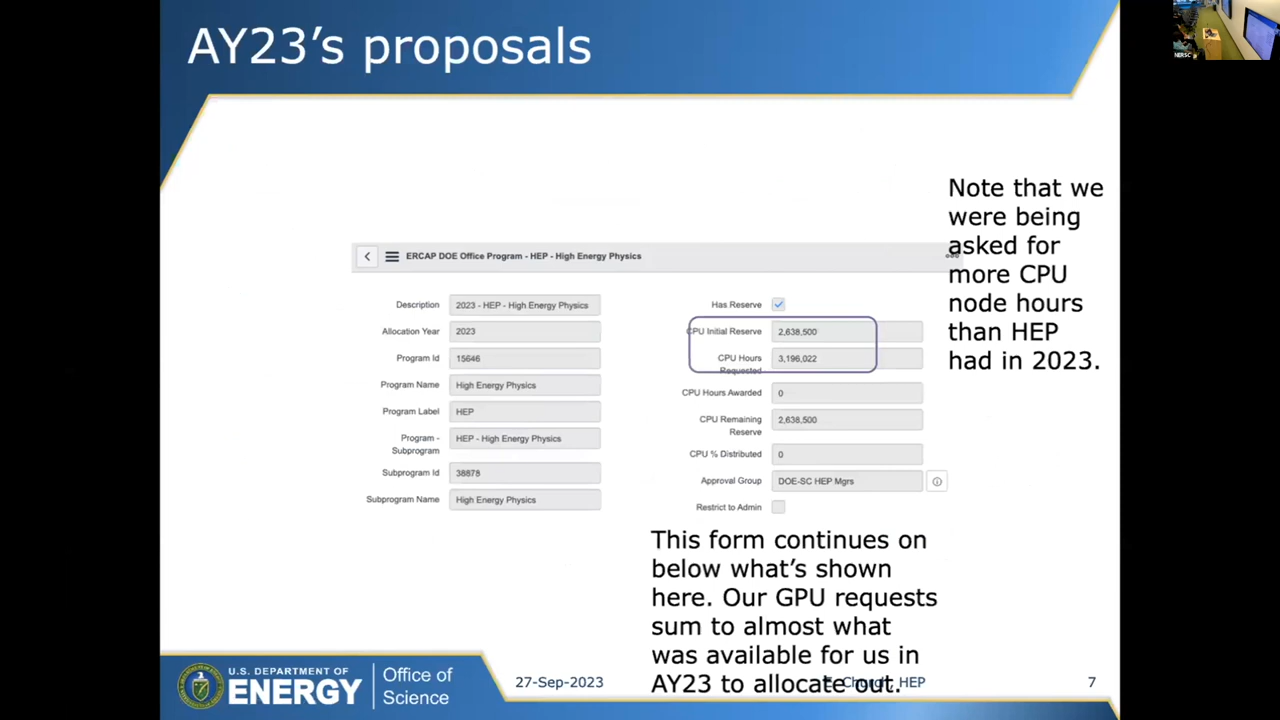 AY23's proposals
NERSC
Note that we
were being
asked for
more CPU
node hours
than HEP
had in 2023.
ERCAP DOE Office Program - HEP - High Energy Physics
Description 2023 - HEP - High Energy Physics
Allocation Year 2023
Program Id 15646
Program Name High Energy Physics
Program Label HEP
Program -
Subprogram HEP - High Energy Physics
Subprogram Id 38878
Subprogram Name High Energy Physics
Has Reserve
CPU Initial Reserve 2,638,500
CPU Hours
Requested 3,196,022
CPU Hours Awarded 0
CPU Remaining
Reserve 2,638,500
CPU % Distributed 0
Approval Group DOE-SC HEP Mgrs
Restrict to Admin
This form continues on
below what's shown
here. Our GPU requests
sum to almost what
was available for us in
AY23 to allocate out.
U.S. DEPARTMENT OF
ENERGY
Office of
Science
27-Sep-2023
Church, HEP
7